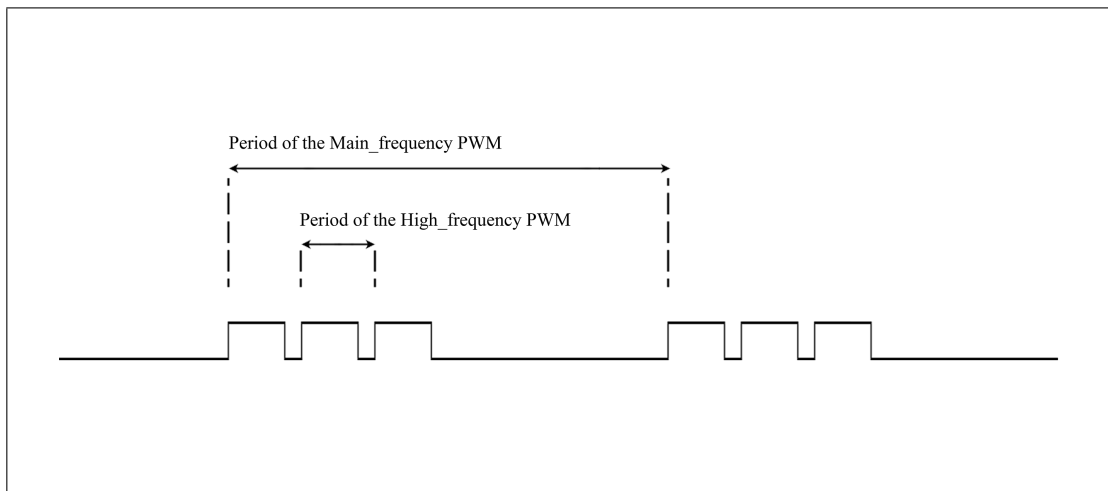 Period of the Main_frequency PWM
Period of the High_frequency PWM